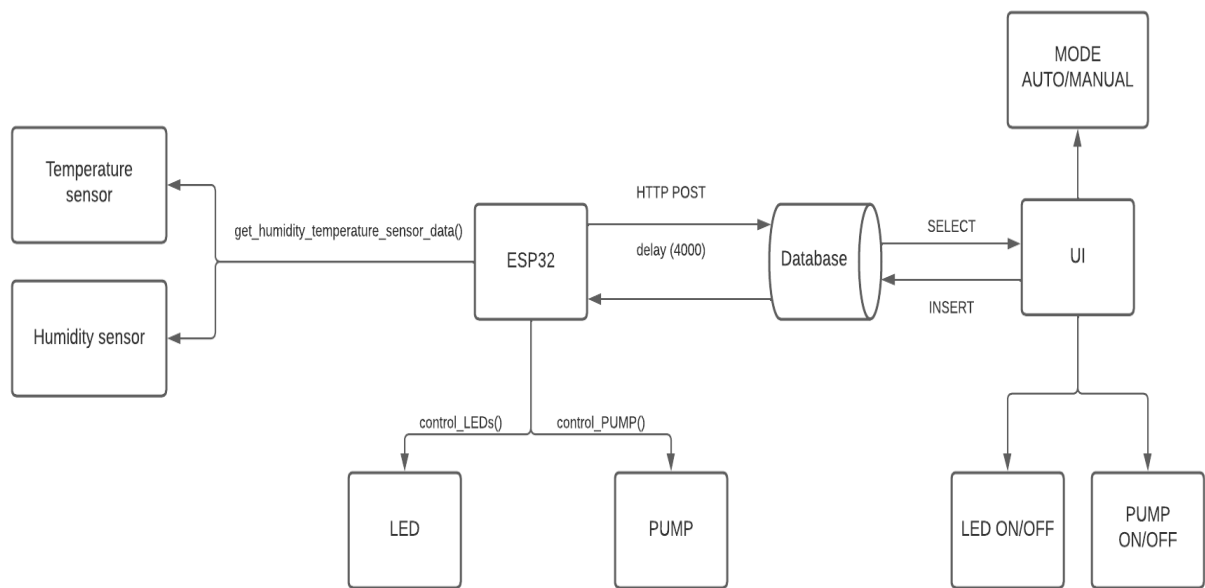 MODE
AUTO/MANUAL
Temperature
sensor
HTTP POST
get_humidity_temperature_sensor_data()
SELECT
ESP32
delay (4000)
Database
UI
INSERT
Humidity sensor
control_LEDs()
control_PUMP()
LED
PUMP
LED ON/OFF
PUMP
ON/OFF